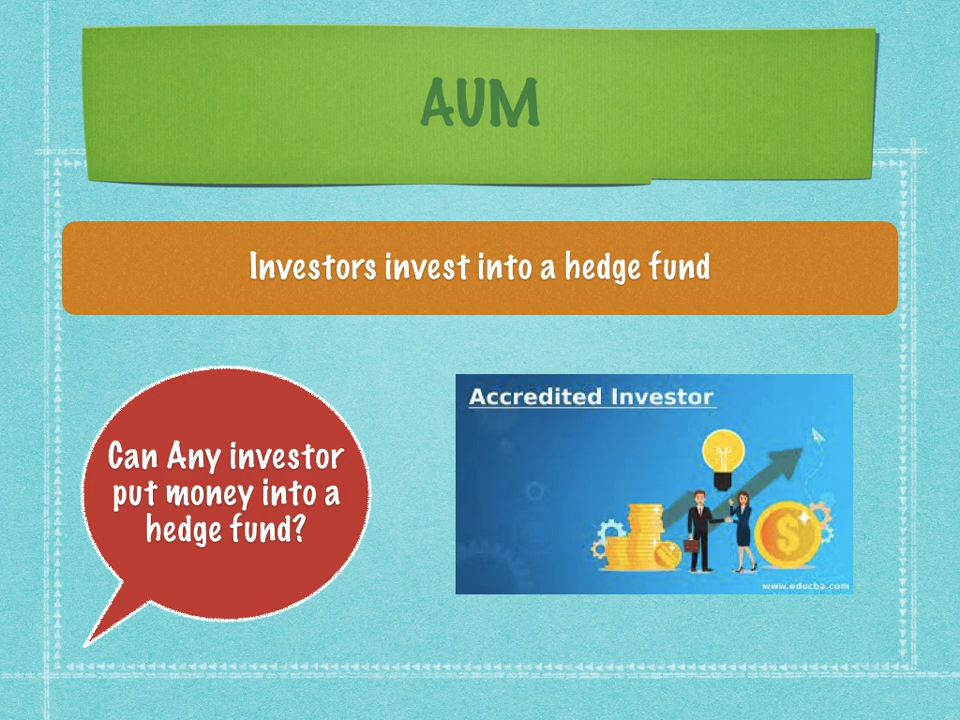 AUM
Investors invest into a hedge fund
Can Any investor
put money into a
hedge fund?
Accredited Investor
$
www.educba.com